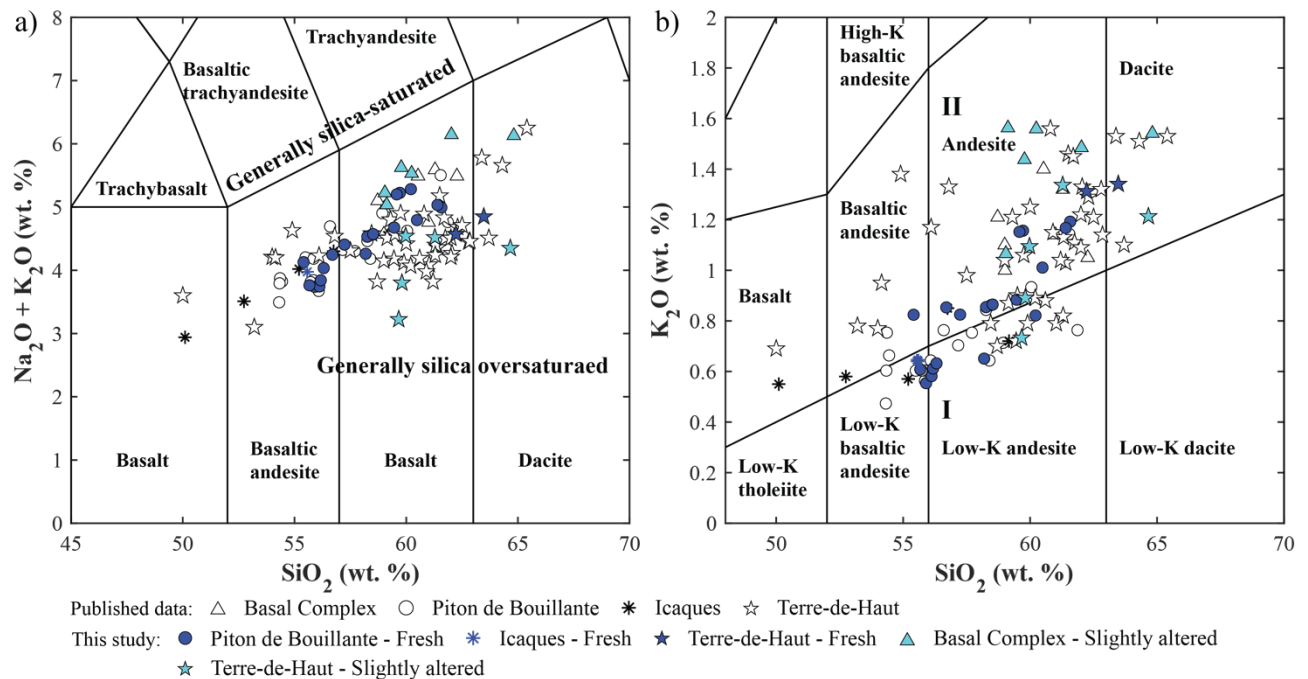 a)
8
7
6
5
4
3
2
1
0
Na2O + K2O (wt. %)
Trachyandesite
Basaltic
trachyandesite
Generally silica-saturated
Trachybasalt
Generally silica oversaturaed
Basalt
Basaltic
andesite
Basalt
Dacite
45 50 55 60 65 70
SiO2 (wt. %)
b)
2
1.8
1.6
1.4
1.2
1
0.8
0.6
0.4
0.2
0
K2O (wt. %)
High-K
basaltic
andesite
II
Andesite
Dacite
Basaltic
andesite
Basalt
I
Low-K
tholeiite
Low-K
basaltic
andesite
Low-K andesite
Low-K dacite
50 55 60 65 70
SiO2 (wt. %)
Published data: Basal Complex Piton de Bouillante Icaques Terre-de-Haut
This study: Piton de Bouillante - Fresh Icaques - Fresh Terre-de-Haut - Fresh Basal Complex - Slightly altered
Terre-de-Haut - Slightly altered